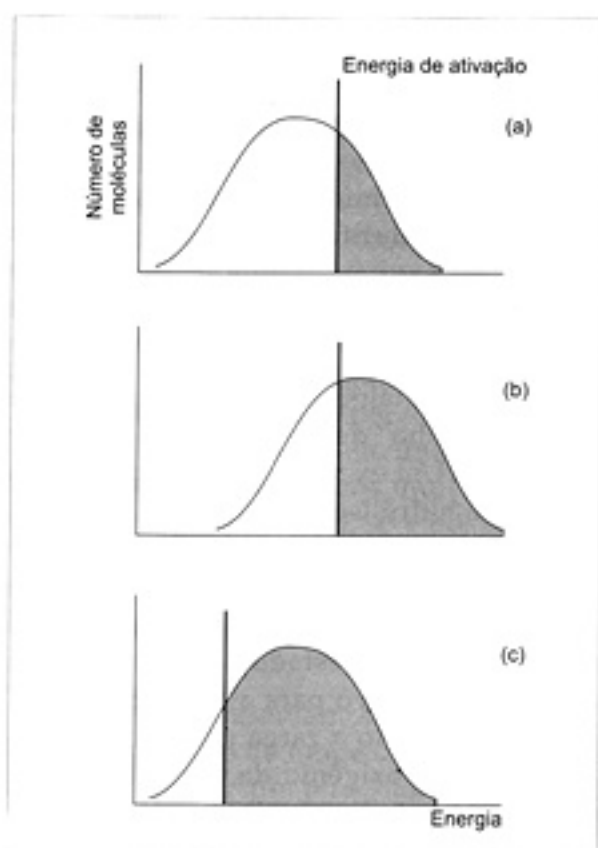 Energia de ativação
(a)
Número de
moléculas
(b)
(c)
Energia